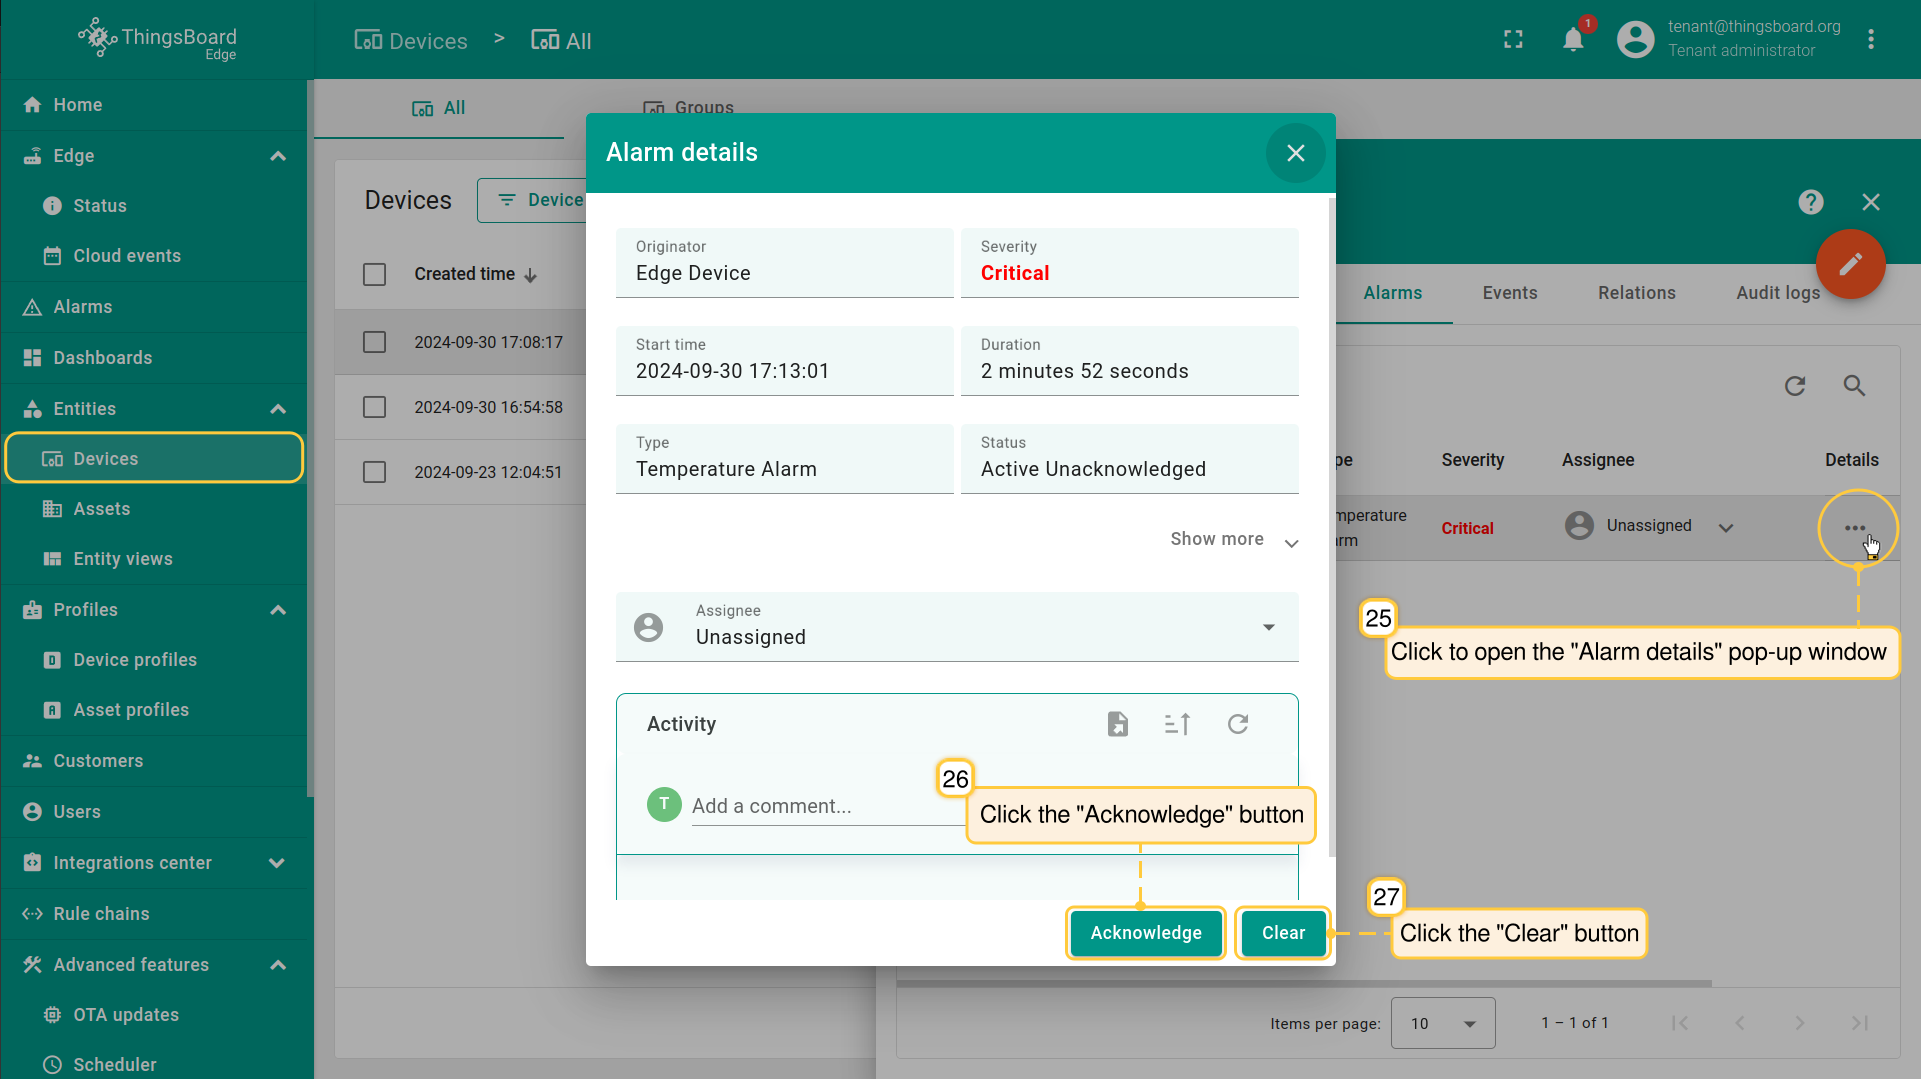 ThingsBoard
Edge
Devices > All
1
tenant@thingsboard.org
Tenant administrator
Home
Edge
Status
Cloud events
Alarms
Dashboards
Entities
Devices
Assets
Entity views
Profiles
Device profiles
Asset profiles
Customers
Users
Integrations center
Rule chains
Advanced features
OTA updates
Scheduler
All
Groups
Devices
Device
Created time
2024-09-30 17:08:17
2024-09-30 16:54:58
2024-09-23 12:04:51
Alarm details
Originator
Edge Device
Severity
Critical
Start time
2024-09-30 17:13:01
Duration
2 minutes 52 seconds
Type
Temperature Alarm
Status
Active Unacknowledged
Show more
Assignee
Unassigned
Activity
T
Add a comment...
26
Click the "Acknowledge" button
Acknowledge
Clear
27
Click the "Clear" button
Alarms
Events
Relations
Audit logs
pe
Severity
Assignee
Details
mperature
rm
Critical
Unassigned
25
Click to open the "Alarm details" pop-up window
Items per page:
10
1 – 1 of 1